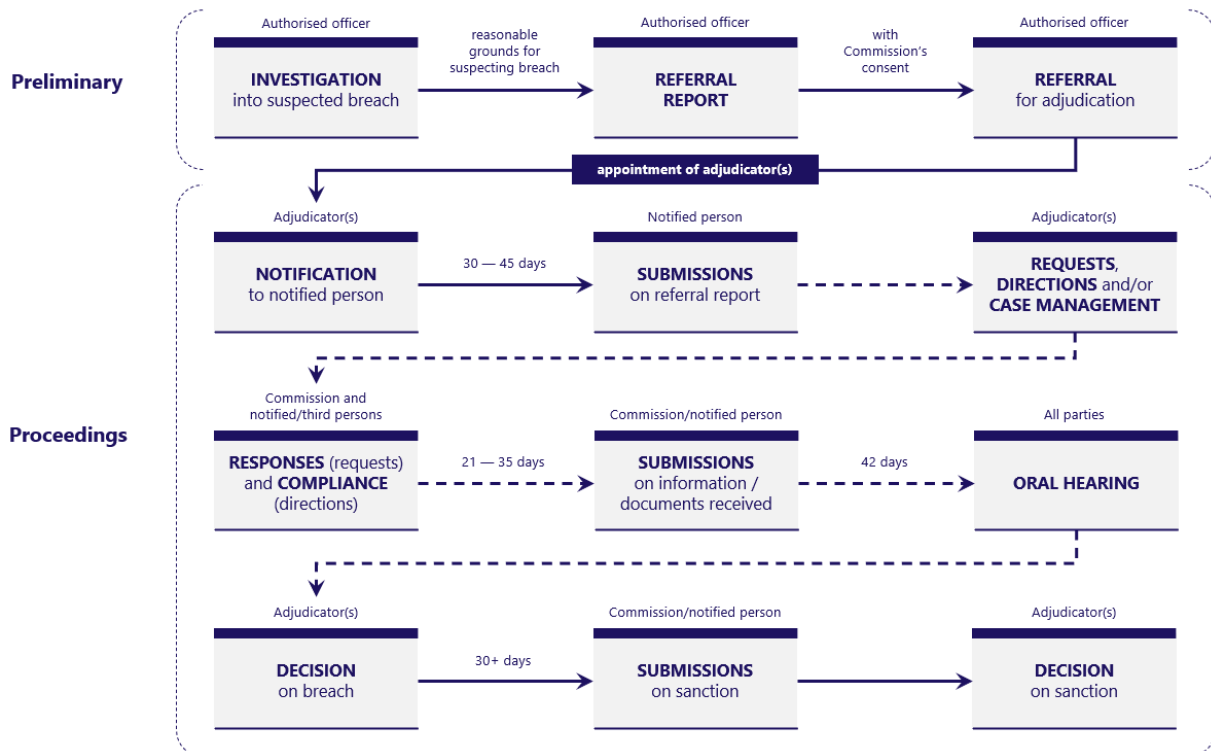 Preliminary
Authorised officer
INVESTIGATION
into suspected breach
reasonable
grounds for
suspecting breach
Authorised officer
REFERRAL
REPORT
with
Commission's
consent
Authorised officer
REFERRAL
for adjudication
appointment of adjudicator(s)
Proceedings
Adjudicator(s)
NOTIFICATION
to notified person
30 — 45 days
Notified person
SUBMISSIONS
on referral report
Adjudicator(s)
REQUESTS,
DIRECTIONS and/or
CASE MANAGEMENT
Commission and
notified/third persons
RESPONSES (requests)
and COMPLIANCE
(directions)
21 — 35 days
Commission/notified person
SUBMISSIONS
on information /
documents received
42 days
All parties
ORAL HEARING
Adjudicator(s)
DECISION
on breach
30+ days
Commission/notified person
SUBMISSIONS
on sanction
Adjudicator(s)
DECISION
on sanction